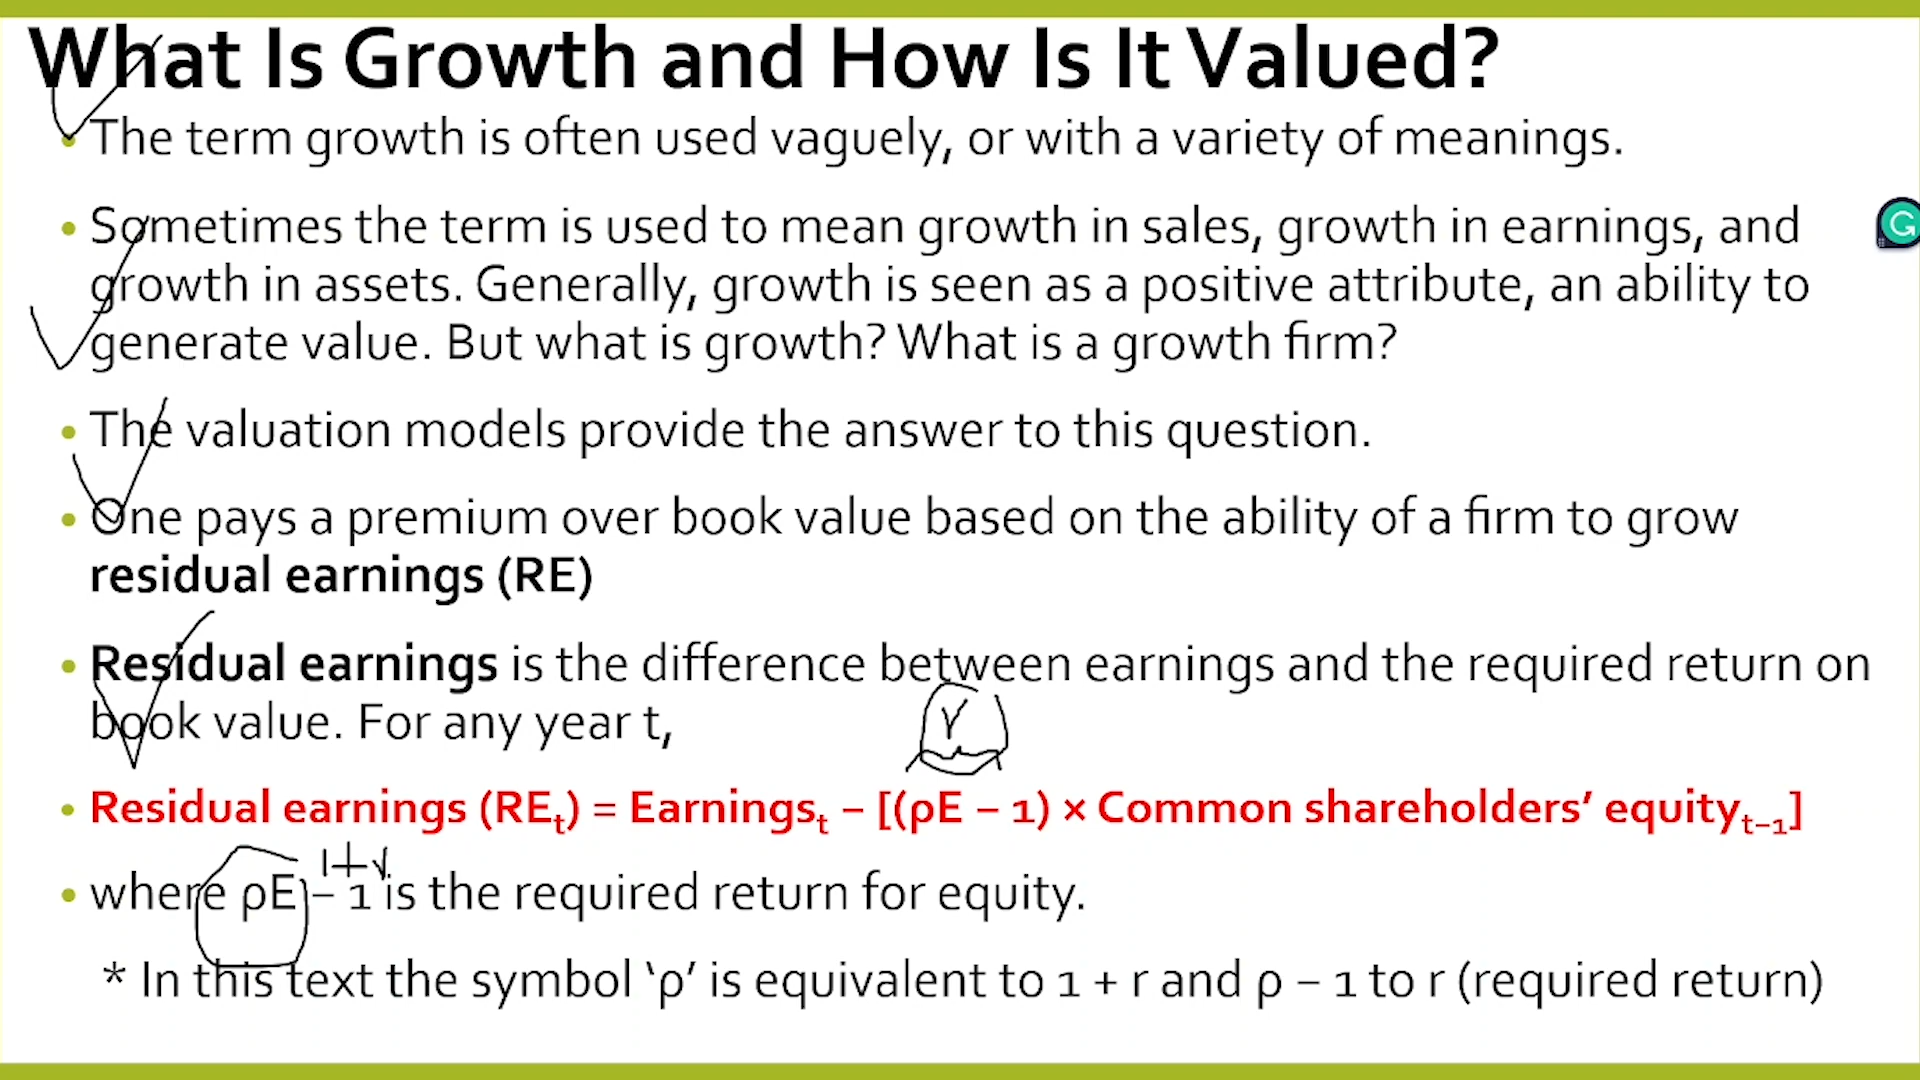 What Is Growth and How Is It Valued?
• The term growth is often used vaguely, or with a variety of meanings.
• Sometimes the term is used to mean growth in sales, growth in earnings, and
growth in assets. Generally, growth is seen as a positive attribute, an ability to
generate value. But what is growth? What is a growth firm?
• The valuation models provide the answer to this question.
• One pays a premium over book value based on the ability of a firm to grow
residual earnings (RE)
• Residual earnings is the difference between earnings and the required return on
book value. For any year t,
r
• Residual earnings (REt) = Earningst – [(ρE – 1) × Common shareholders’ equityt–1]
1+r
• where ρE – 1 is the required return for equity.
* In this text the symbol ‘ρ’ is equivalent to 1 + r and ρ – 1 to r (required return)